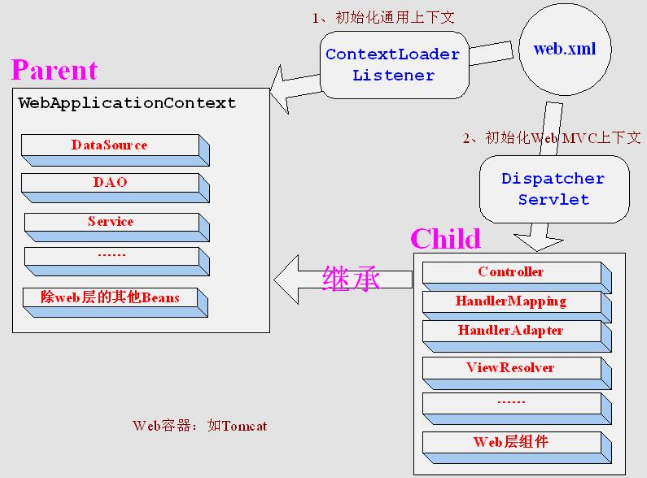 1、初始化通用上下文
ContextLoader
Listener
web.xml
Parent
WebApplicationContext
DataSource
DAO
Service
······
除web层的其他Beans
2、初始化Web MVC上下文
Dispatcher
Servlet
Child
继承
Controller
HandlerMapping
HandlerAdapter
ViewResolver
······
Web层组件
Web容器：如Tomcat